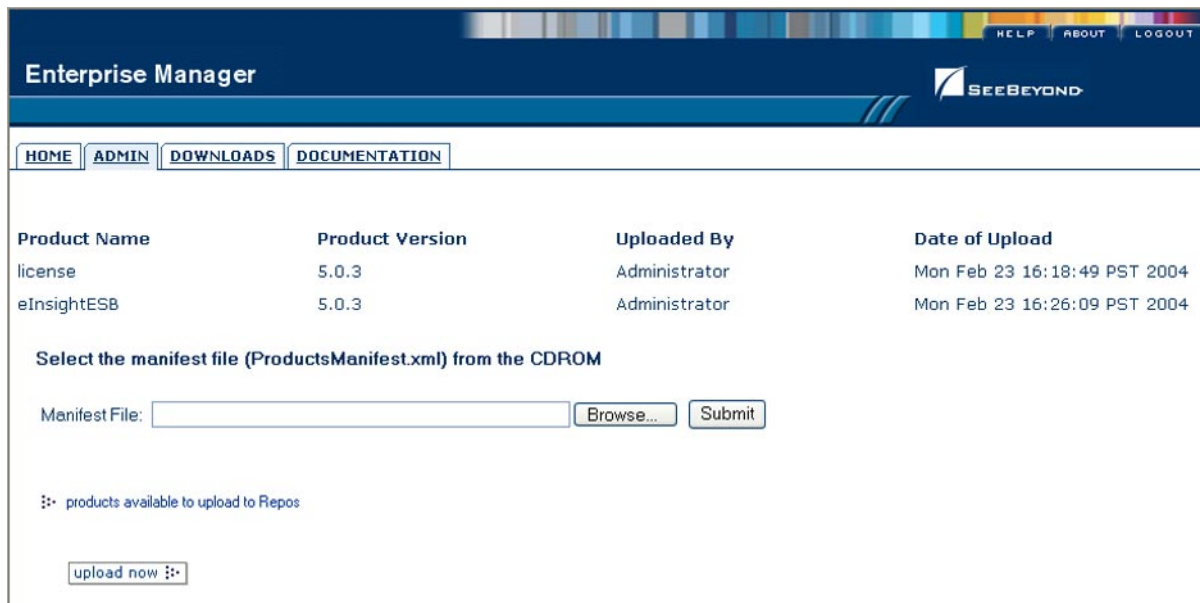 HELP ABOUT LOGOUT
Enterprise Manager
SEEBEYOND
HOME ADMIN DOWNLOADS DOCUMENTATION
Product Name Product Version Uploaded By Date of Upload
license 5.0.3 Administrator Mon Feb 23 16:18:49 PST 2004
eInsightESB 5.0.3 Administrator Mon Feb 23 16:26:09 PST 2004
Select the manifest file (ProductsManifest.xml) from the CDROM
Manifest File: Browse... Submit
products available to upload to Repos
upload now